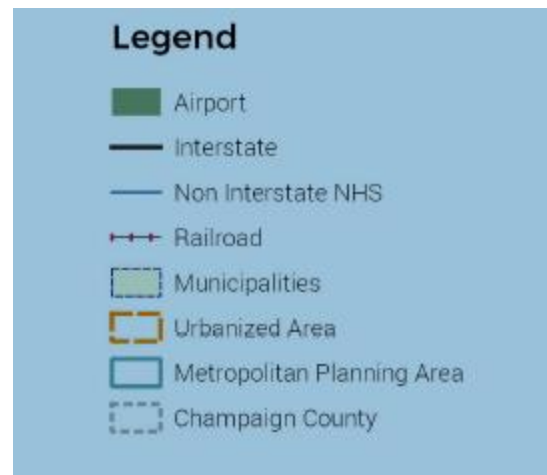 Legend
Airport
Interstate
Non Interstate NHS
Railroad
Municipalities
Urbanized Area
Metropolitan Planning Area
Champaign County